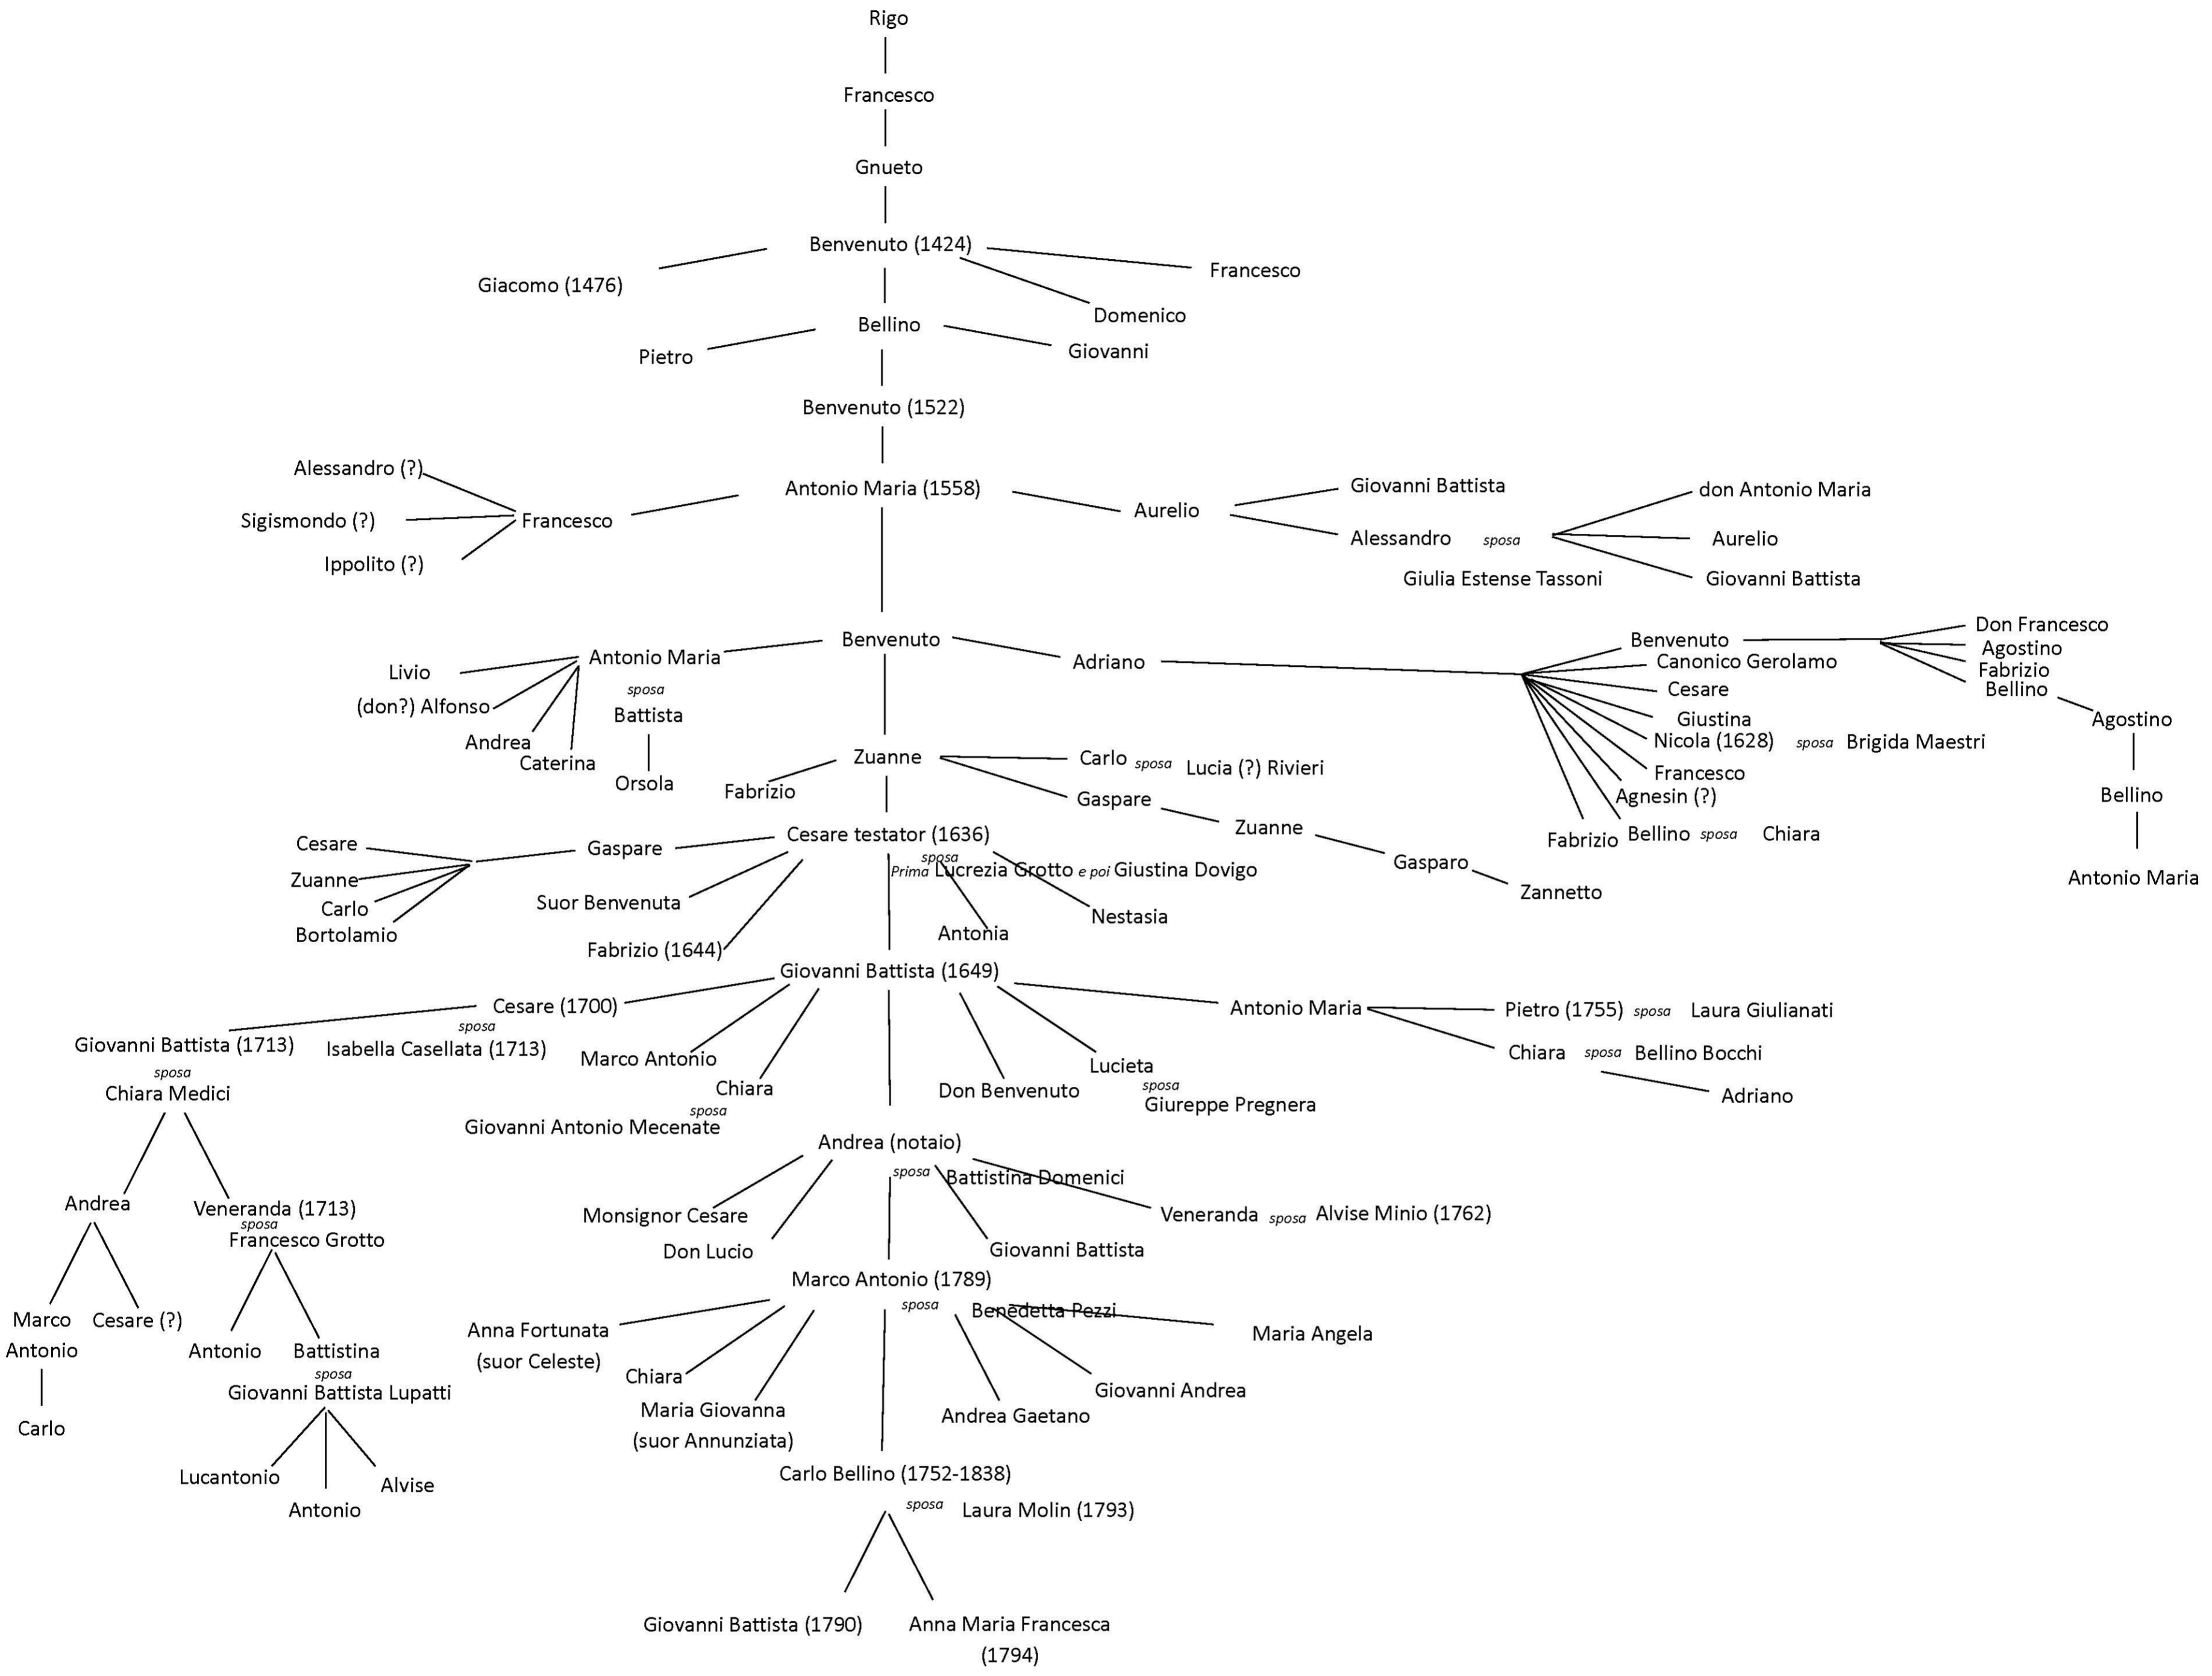 Rigo
Francesco
Gnueto
Benvenuto (1424)
Giacomo (1476)
Francesco
Domenico
Bellino
Pietro
Giovanni
Benvenuto (1522)
Antonio Maria (1558)
Alessandro (?)
Sigismondo (?)
Ippolito (?)
Francesco
Aurelio
Giovanni Battista
Alessandro sposa
Giulia Estense Tassoni
don Antonio Maria
Aurelio
Giovanni Battista
Benvenuto
Antonio Maria
sposa
Battista
Orsola
Livio
(don?) Alfonso
Andrea
Caterina
Adriano
Benvenuto
Canonico Gerolamo
Cesare
Giustina
Nicola (1628) sposa Brigida Maestri
Francesco
Agnesin (?)
Bellino sposa Chiara
Fabrizio
Don Francesco
Agostino
Fabrizio
Bellino
Agostino
Bellino
Antonio Maria
Zuanne
Fabrizio
Carlo sposa Lucia (?) Rivieri
Gaspare
Zuanne
Gasparo
Zannetto
Cesare testator (1636)
sposa
Prima Lucrezia Grotto e poi Giustina Dovigo
Gaspare
Cesare
Zuanne
Carlo
Bortolamio
Suor Benvenuta
Fabrizio (1644)
Antonia
Nestasia
Giovanni Battista (1649)
Cesare (1700)
sposa
Isabella Casellata (1713)
Giovanni Battista (1713)
sposa
Chiara Medici
Marco Antonio
Chiara
sposa
Giovanni Antonio Mecenate
Don Benvenuto
Lucieta
sposa
Giureppe Pregnera
Antonio Maria
Pietro (1755) sposa Laura Giulianati
Chiara sposa Bellino Bocchi
Adriano
Andrea (notaio)
sposa Battistina Domenici
Andrea
Veneranda (1713)
sposa
Francesco Grotto
Monsignor Cesare
Don Lucio
Giovanni Battista
Veneranda sposa Alvise Minio (1762)
Marco Antonio (1789)
sposa Benedetta Pezzi
Marco
Antonio
Cesare (?)
Carlo
Antonio
Battistina
sposa
Giovanni Battista Lupatti
Lucantonio
Antonio
Alvise
Anna Fortunata
(suor Celeste)
Chiara
Maria Giovanna
(suor Annunziata)
Andrea Gaetano
Giovanni Andrea
Maria Angela
Carlo Bellino (1752-1838)
sposa Laura Molin (1793)
Giovanni Battista (1790)
Anna Maria Francesca
(1794)